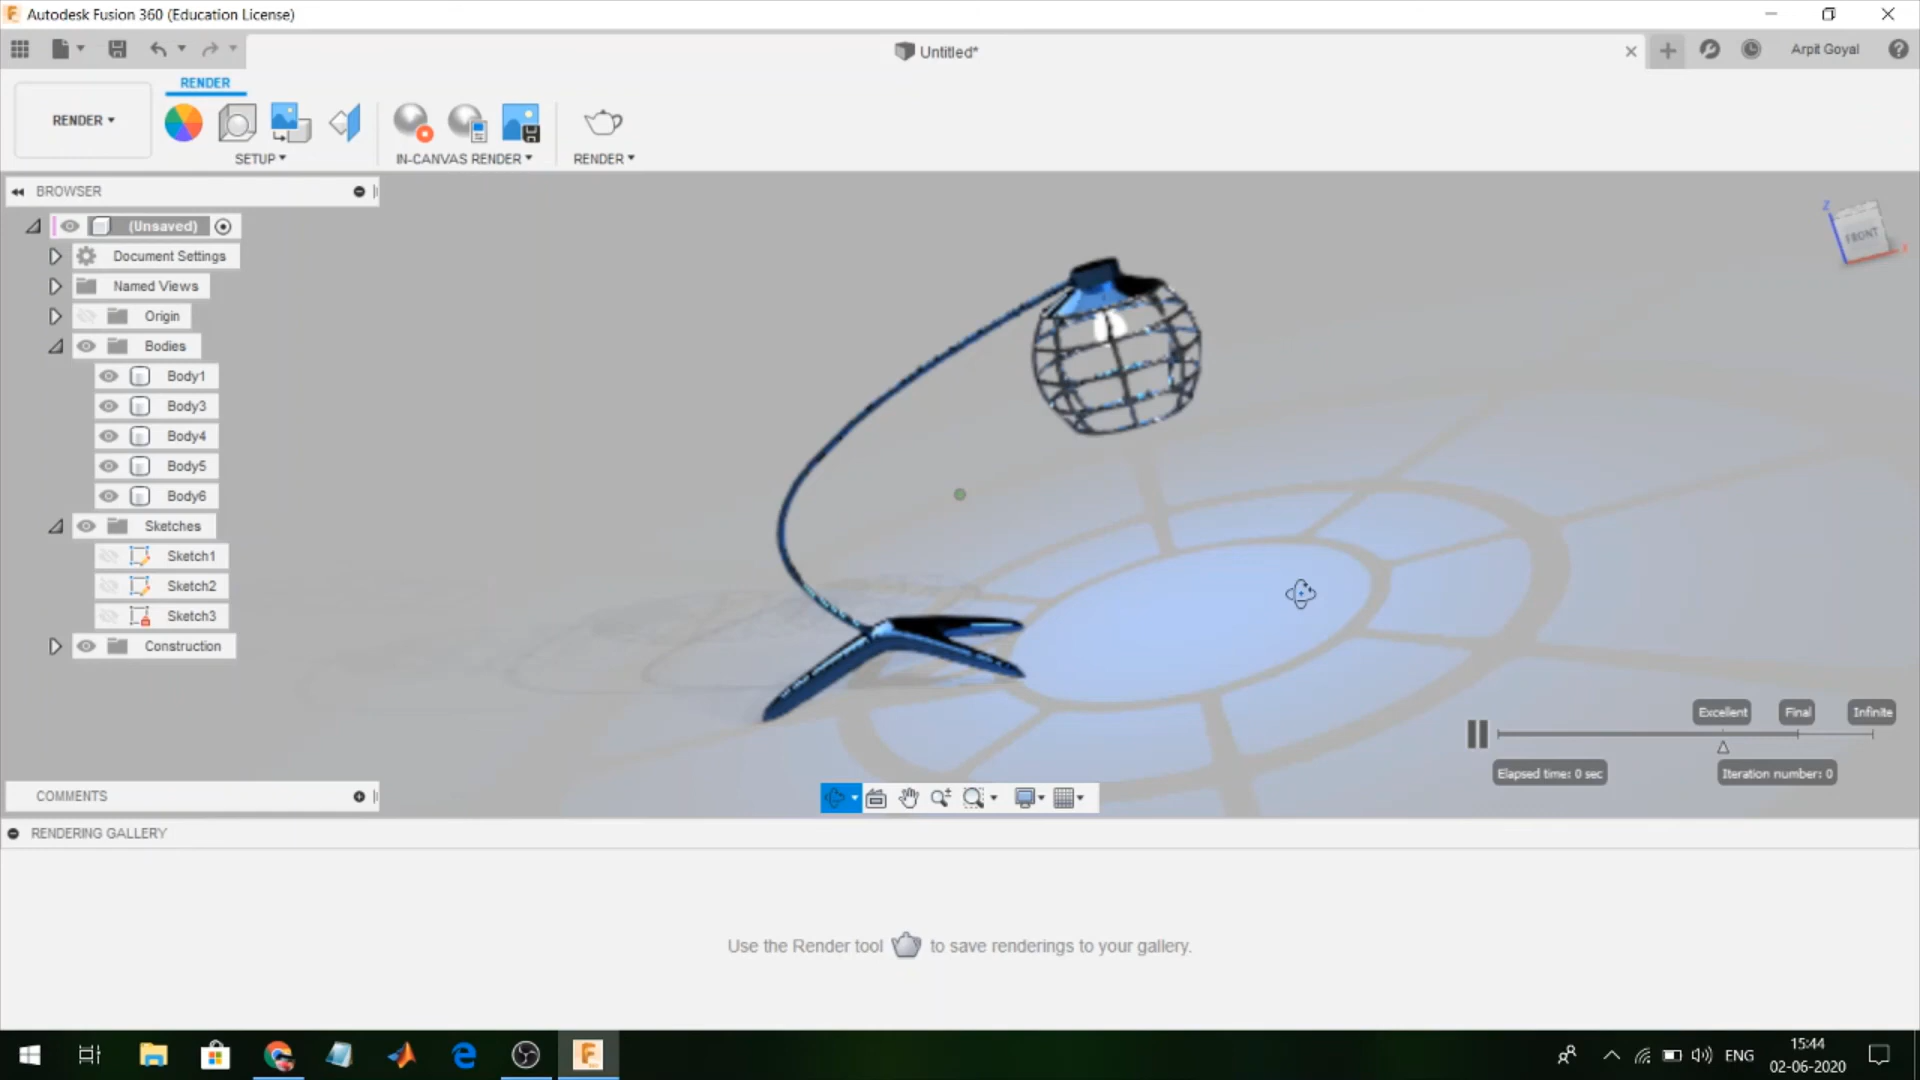 Autodesk Fusion 360 (Education License)
Untitled*
Arpit Goyal
RENDER
RENDER
SETUP
IN-CANVAS RENDER
RENDER
BROWSER
(Unsaved)
Document Settings
Named Views
Origin
Bodies
Body1
Body3
Body4
Body5
Body6
Sketches
Sketch1
Sketch2
Sketch3
Construction
Z
FRONT
X
Excellent
Final
Infinite
Elapsed time: 0 sec
Iteration number: 0
COMMENTS
RENDERING GALLERY
Use the Render tool to save renderings to your gallery.
ENG
15:44
02-06-2020